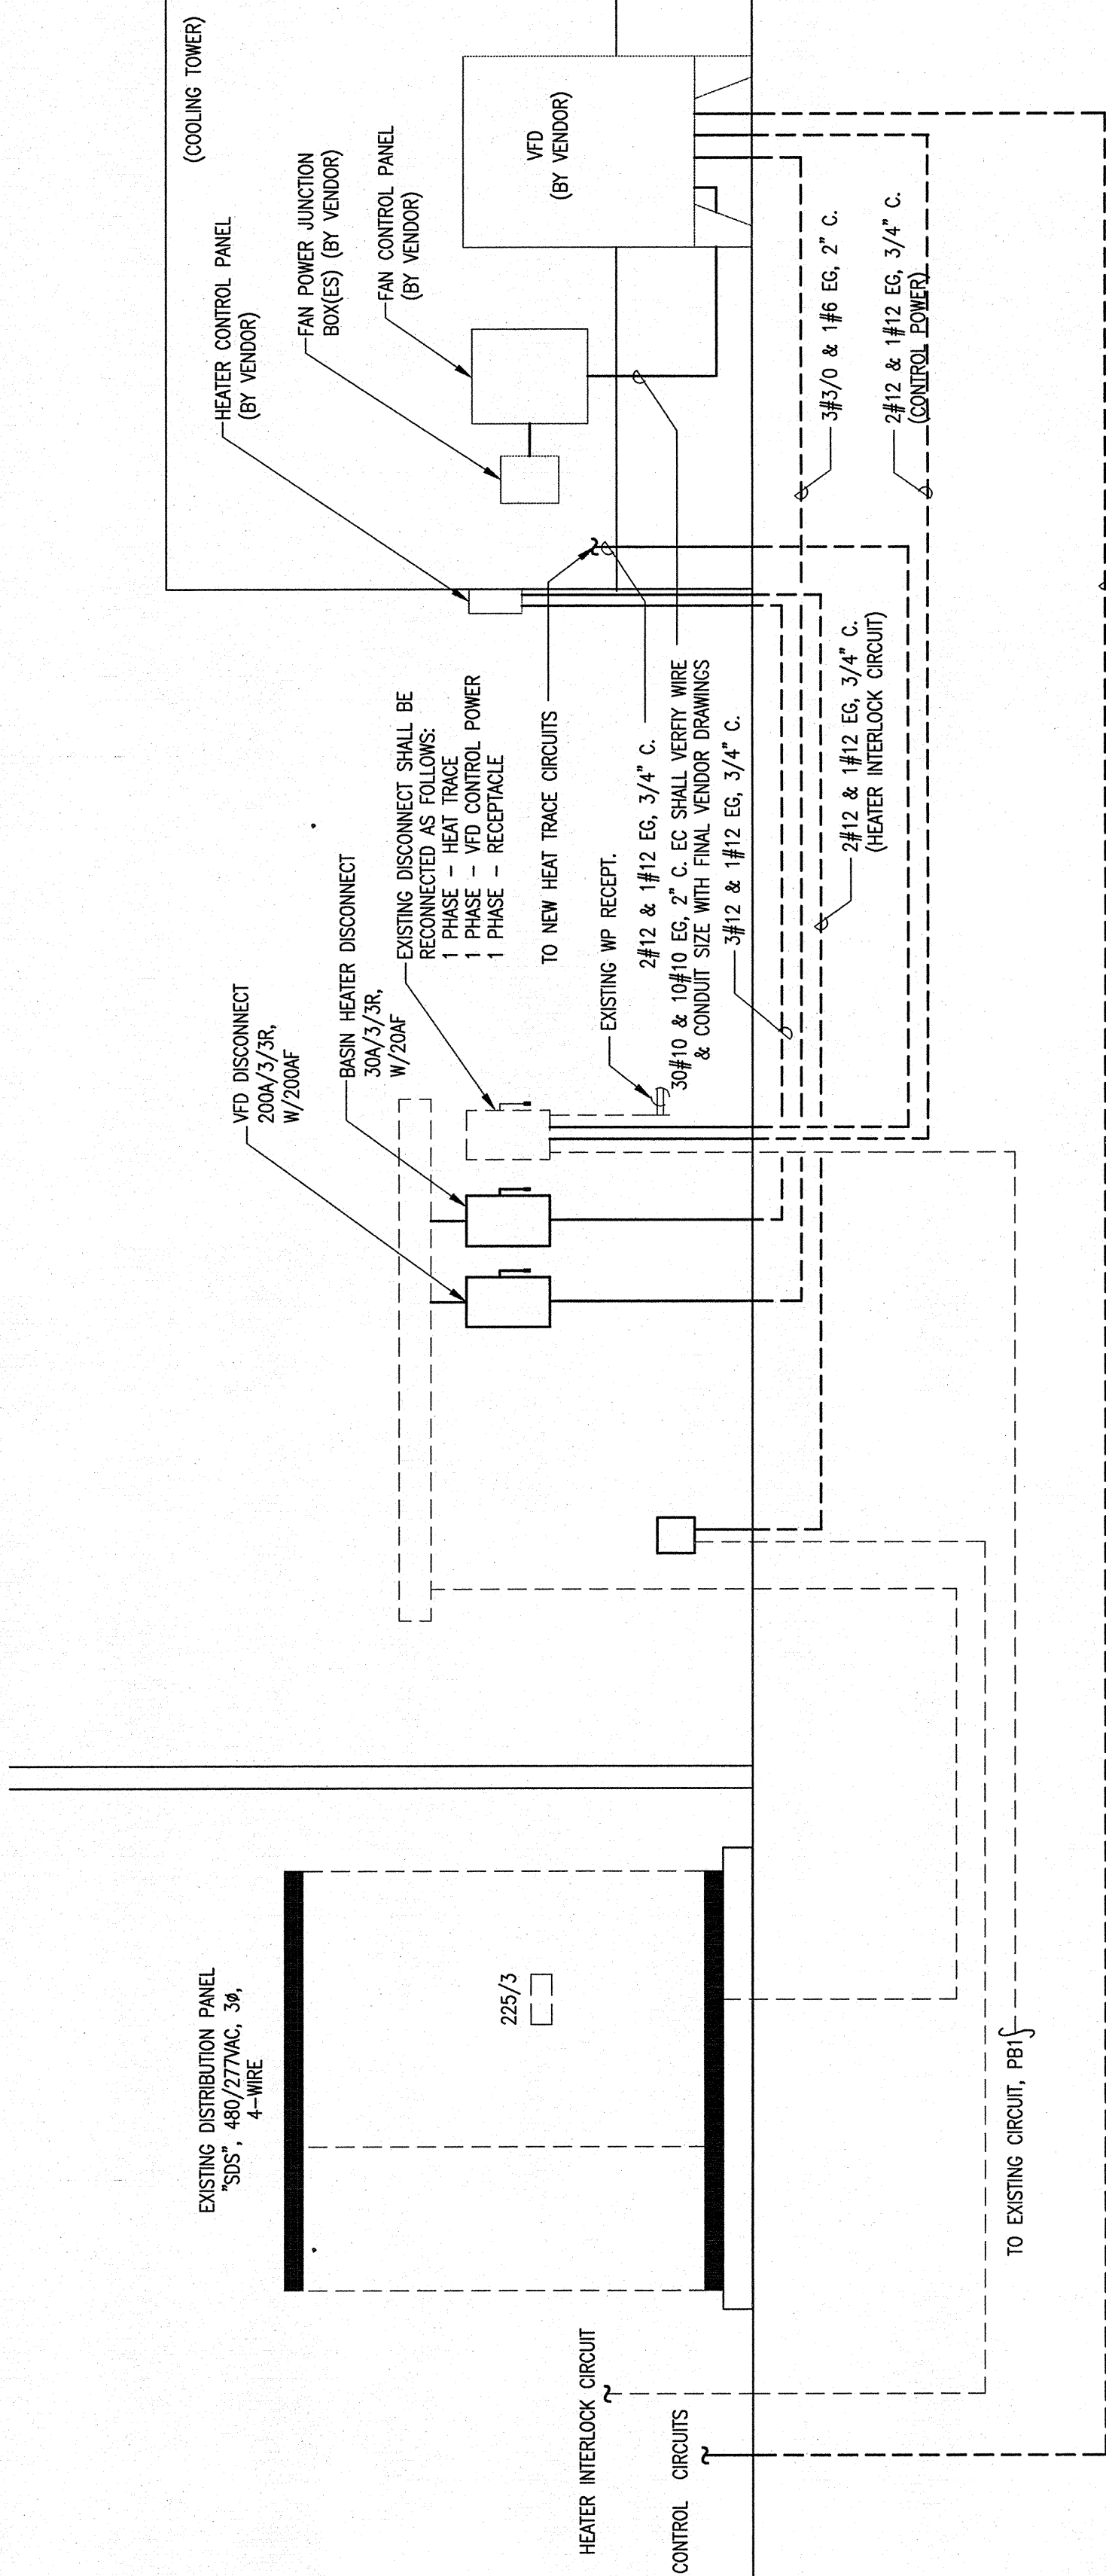 EXISTING DISTRIBUTION PANEL
"SDS", 480/277VAC, 3ø,
4-WIRE
225/3
HEATER INTERLOCK CIRCUIT
CONTROL CIRCUITS
TO EXISTING CIRCUIT, PB1
VFD DISCONNECT
200A/3/3R,
W/200AF
BASIN HEATER DISCONNECT
30A/3/3R,
W/20AF
EXISTING DISCONNECT SHALL BE
RECONNECTED AS FOLLOWS:
1 PHASE - HEAT TRACE
1 PHASE - VFD CONTROL POWER
1 PHASE - RECEPTACLE
TO NEW HEAT TRACE CIRCUITS
EXISTING WP RECEPT.
2#12 & 1#12 EG, 3/4" C.
30#10 & 10#10 EG, 2" C. EC SHALL VERFIY WIRE
& CONDUIT SIZE WITH FINAL VENDOR DRAWINGS
3#12 & 1#12 EG, 3/4" C.
2#12 & 1#12 EG, 3/4" C.
(HEATER INTERLOCK CIRCUIT)
(COOLING TOWER)
HEATER CONTROL PANEL
(BY VENDOR)
FAN POWER JUNCTION
BOX(ES) (BY VENDOR)
FAN CONTROL PANEL
(BY VENDOR)
VFD
(BY VENDOR)
3#3/0 & 1#6 EG, 2" C.
2#12 & 1#12 EG, 3/4" C.
(CONTROL POWER)